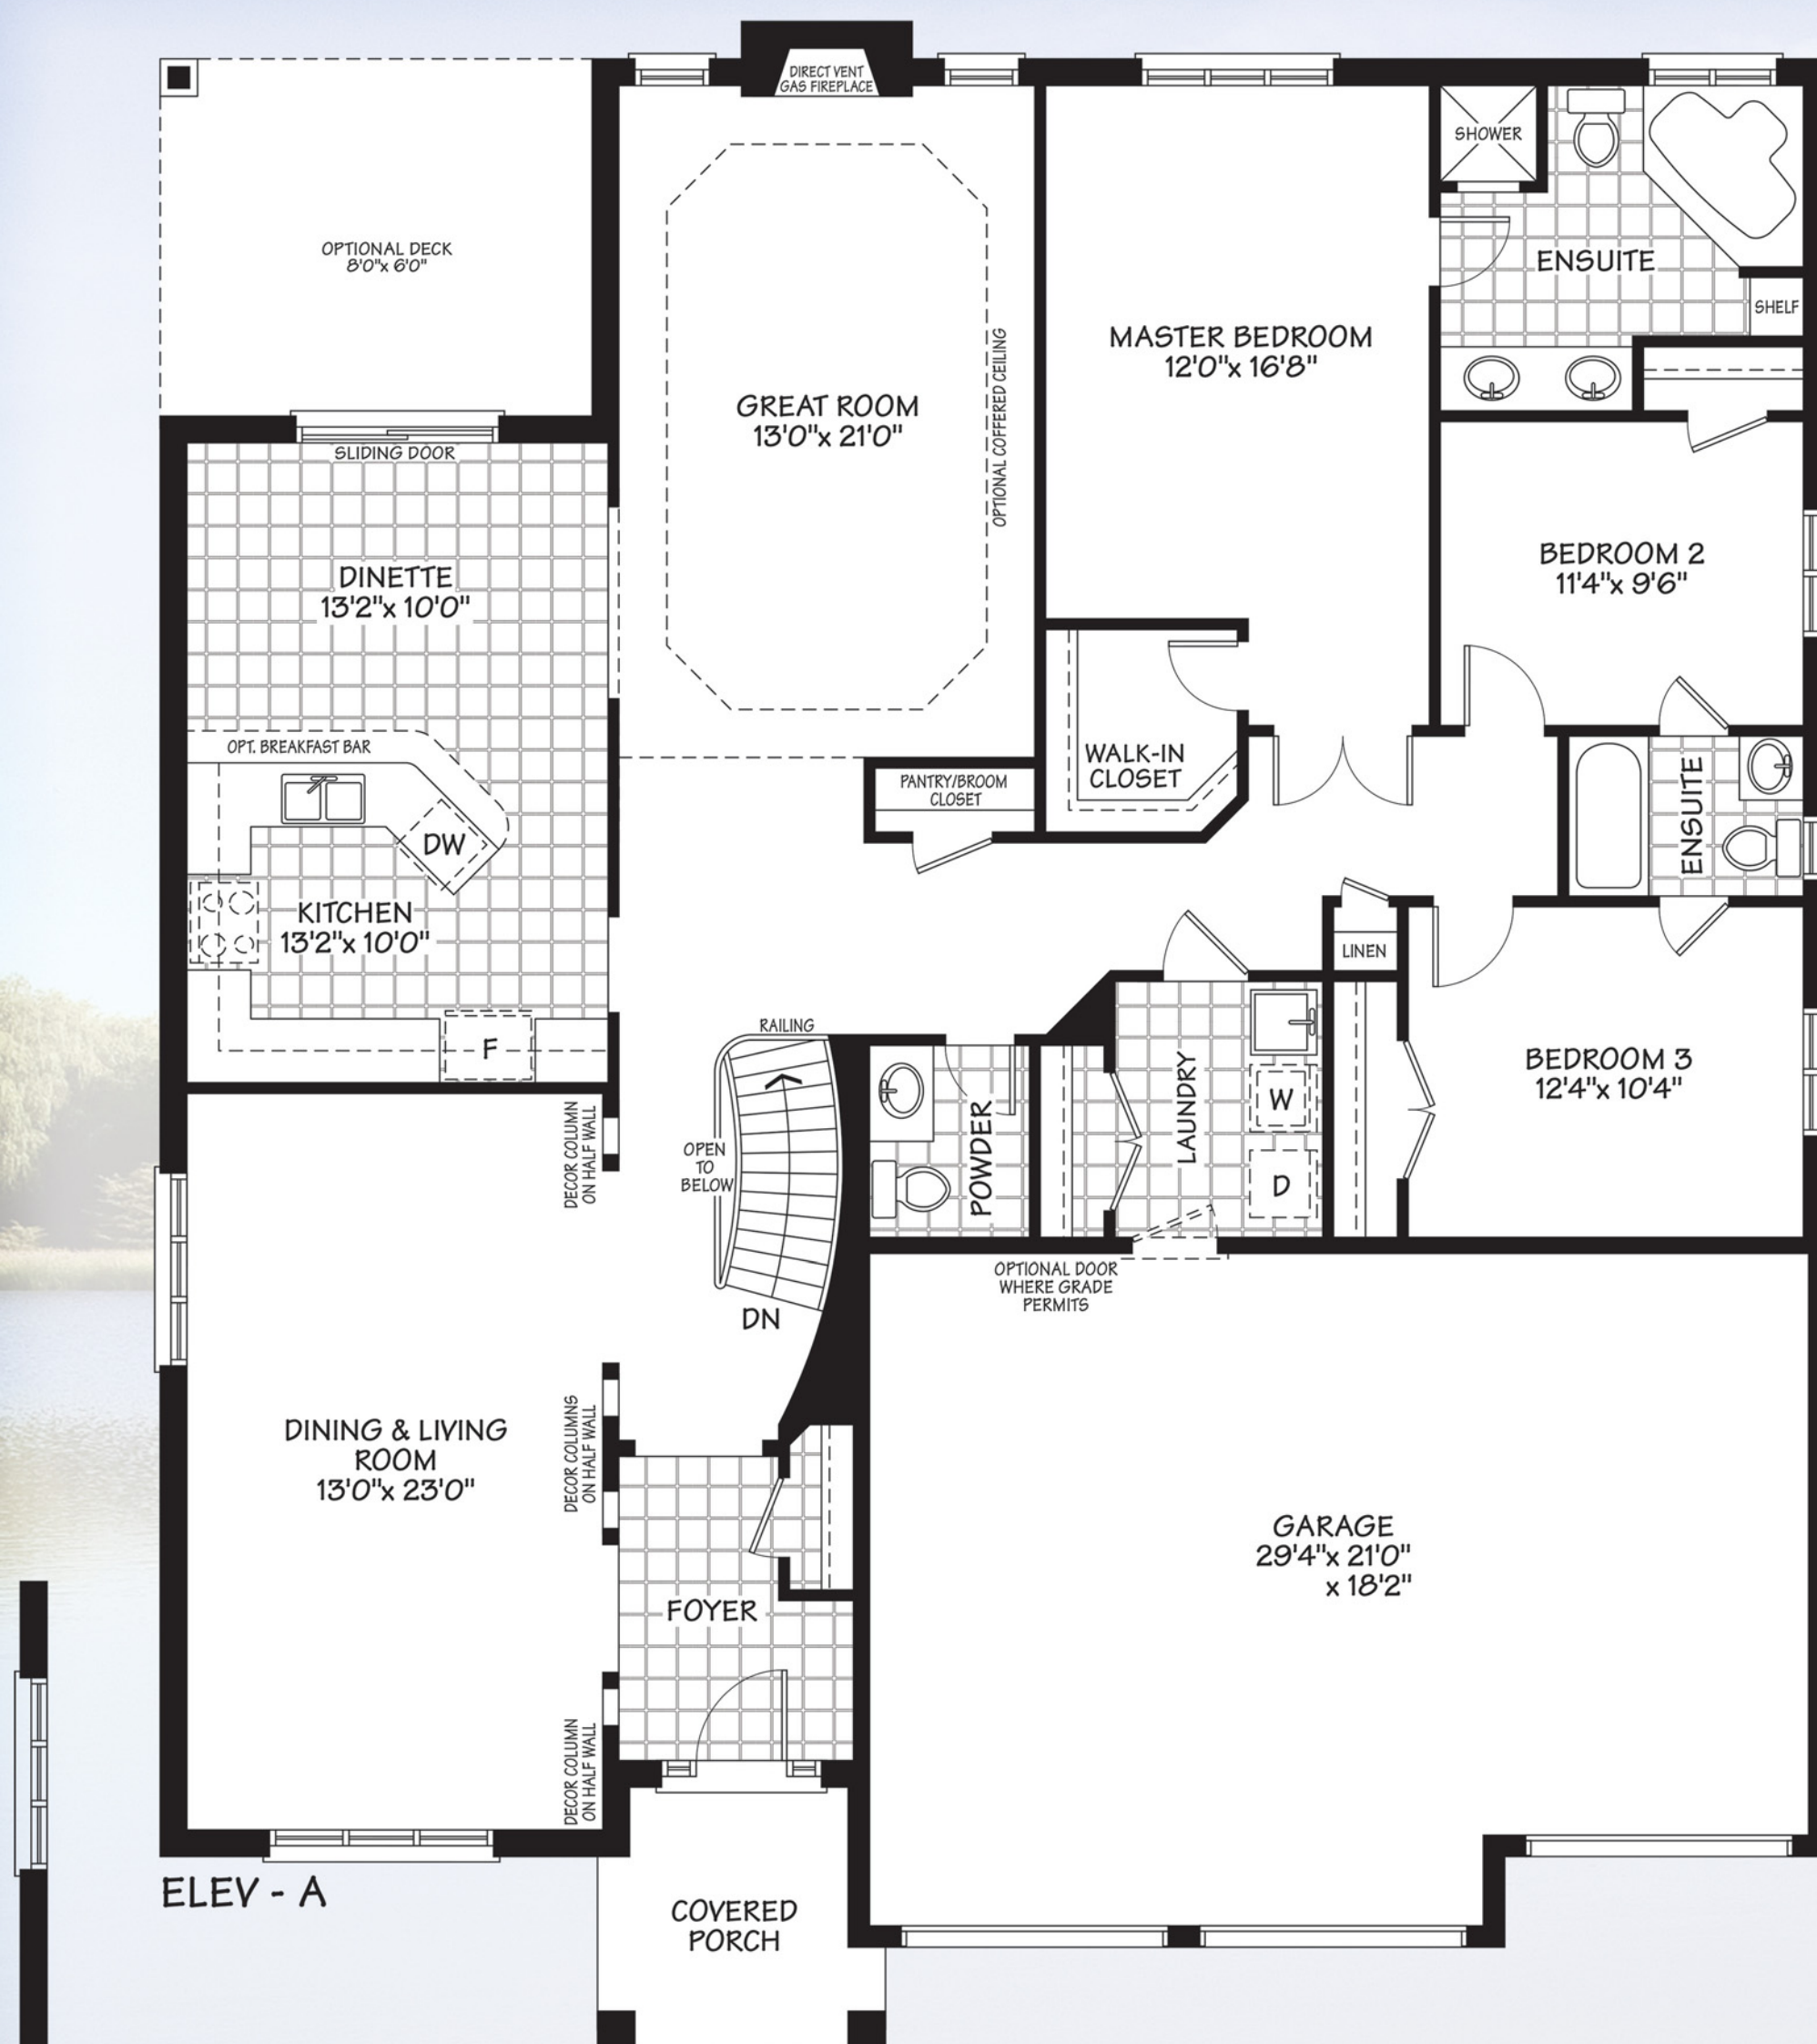 DIRECT VENT
GAS FIREPLACE
SHOWER
OPTIONAL DECK
8'0"x 6'0"
ENSUITE
SHELF
MASTER BEDROOM
12'0"x 16'8"
OPTIONAL COFFERED CEILING
GREAT ROOM
13'0"x 21'0"
SLIDING DOOR
BEDROOM 2
11'4"x 9'6"
DINETTE
13'2"x 10'0"
OPT. BREAKFAST BAR
WALK-IN
CLOSET
PANTRY/BROOM
CLOSET
ENSUITE
DW
KITCHEN
13'2"x 10'0"
LINEN
RAILING
F
BEDROOM 3
12'4"x 10'4"
LAUNDRY
W
DECOR COLUMN
ON HALF WALL
OPEN
TO
BELOW
POWDER
D
OPTIONAL DOOR
WHERE GRADE
PERMITS
DN
DINING & LIVING
ROOM
13'0"x 23'0"
DECOR COLUMNS
ON HALF WALL
GARAGE
29'4"x 21'0"
x 18'2"
FOYER
DECOR COLUMN
ON HALF WALL
ELEV - A
COVERED
PORCH